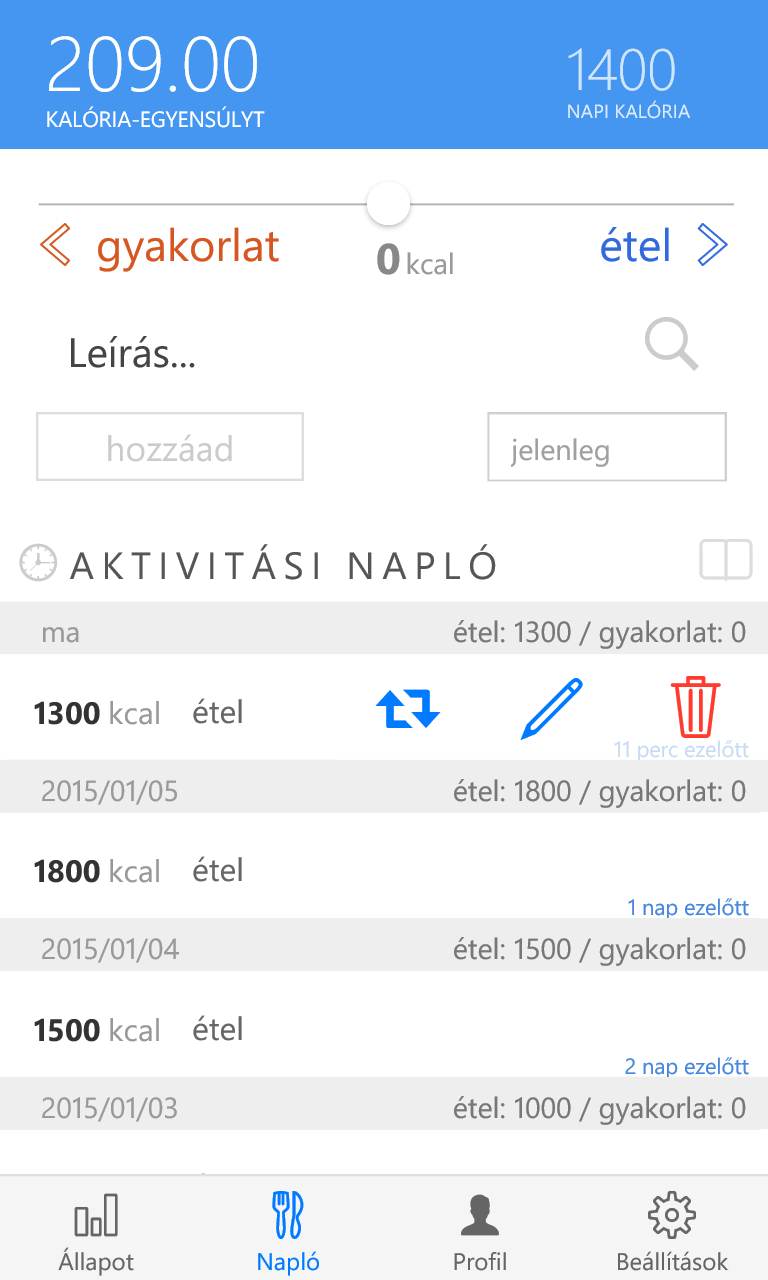 209.00
KALÓRIA-EGYENSÚLYT
1400
NAPI KALÓRIA
gyakorlat
0 kcal
étel
Leírás...
hozzáad
jelenleg
AKTIVITÁSI NAPLÓ
ma
étel: 1300 / gyakorlat: 0
1300 kcal étel
11 perc ezelőtt
2015/01/05
étel: 1800 / gyakorlat: 0
1800 kcal étel
1 nap ezelőtt
2015/01/04
étel: 1500 / gyakorlat: 0
1500 kcal étel
2 nap ezelőtt
2015/01/03
étel: 1000 / gyakorlat: 0
Állapot
Napló
Profil
Beállítások